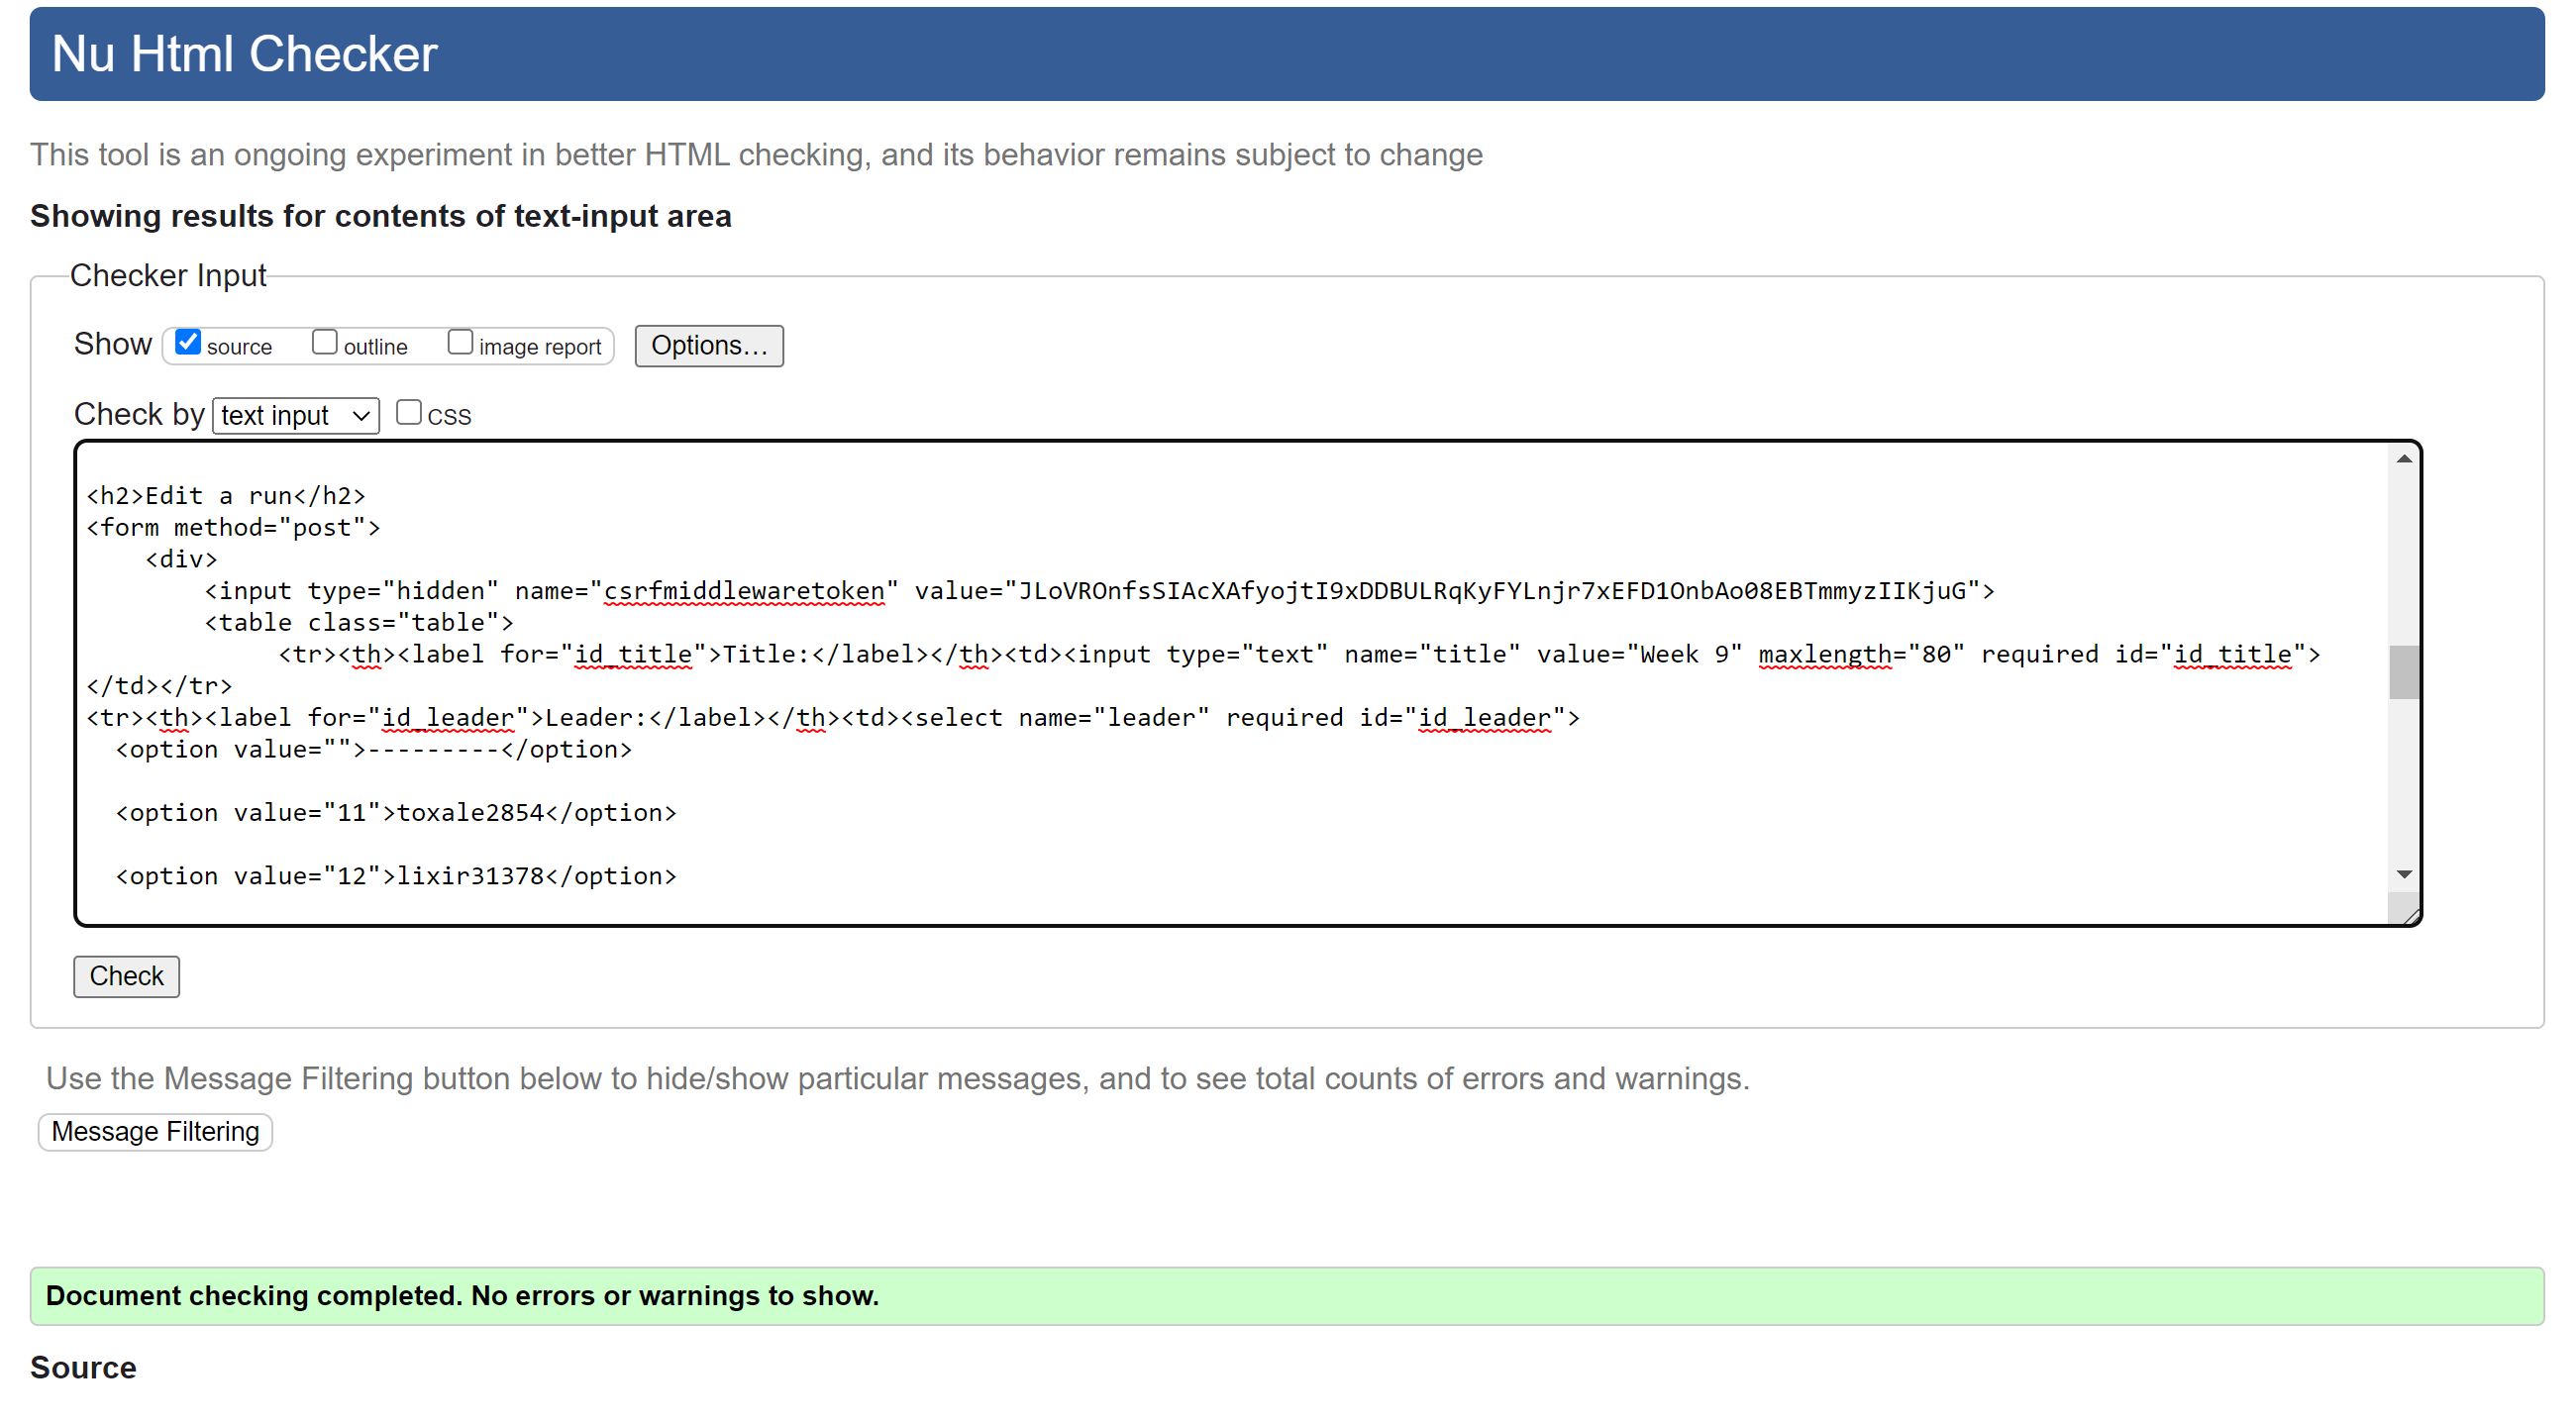 Nu Html Checker
This tool is an ongoing experiment in better HTML checking, and its behavior remains subject to change
Showing results for contents of text-input area
Checker Input
Show source outline image report Options...
Check by text input CSS
<h2>Edit a run</h2>
<form method="post">
    <div>
        <input type="hidden" name="csrfmiddlewaretoken" value="JLoVROnfsSIAcXAfyojtI9xDDBULRqKyFYLnjr7xEFD1OnbAo08EBTmmyzIIKjuG">
        <table class="table">
             <tr><th><label for="id_title">Title:</label></th><td><input type="text" name="title" value="Week 9" maxlength="80" required id="id_title">
</td></tr>
<tr><th><label for="id_leader">Leader:</label></th><td><select name="leader" required id="id_leader">
  <option value="">---------</option>
  <option value="11">toxale2854</option>
  <option value="12">lixir31378</option>
Check
Use the Message Filtering button below to hide/show particular messages, and to see total counts of errors and warnings.
Message Filtering
Document checking completed. No errors or warnings to show.
Source